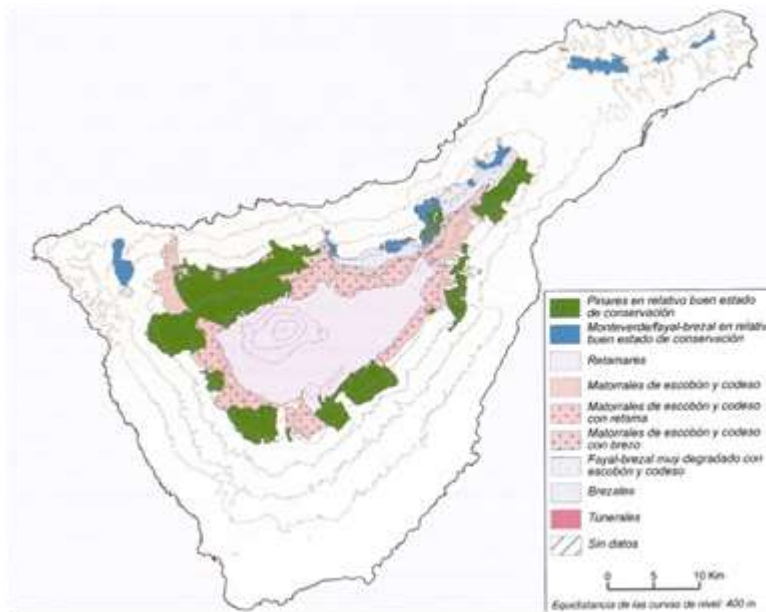 Pinares en relativo buen estado
de conservación
Monteverde/fayal-brezal en relativo
buen estado de conservación
Retamares
Matorrales de escobón y codeso
Matorrales de escobón y codeso
con retama
Matorrales de escobón y codeso
con brezo
Fayal-brezal muy degradado con
escobón y codeso
Brezales
Tunerales
Sin datos
0 5 10 Km
Equidistancia de las curvas de nivel: 400 m